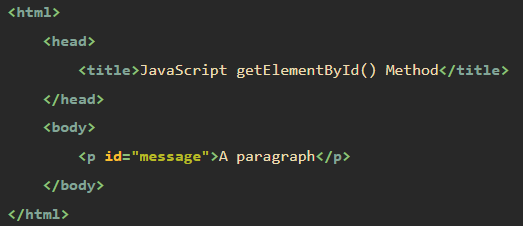 <html>
<head>
<title>JavaScript getElementById() Method</title>
</head>
<body>
<p id="message">A paragraph</p>
</body>
</html>